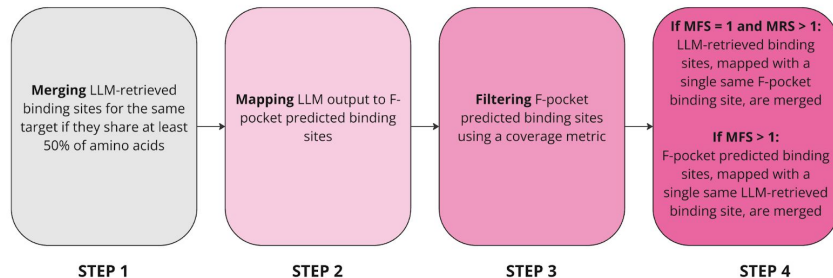 Merging LLM-retrieved
binding sites for the same
target if they share at least
50% of amino acids
Mapping LLM output to F-
pocket predicted binding
sites
Filtering F-pocket
predicted binding sites
using a coverage metric
If MFS = 1 and MRS > 1:
LLM-retrieved binding
sites, mapped with a
single same F-pocket
binding site, are merged
If MFS > 1:
F-pocket predicted binding
sites, mapped with a
single same LLM-retrieved
binding site, are merged
STEP 1
STEP 2
STEP 3
STEP 4